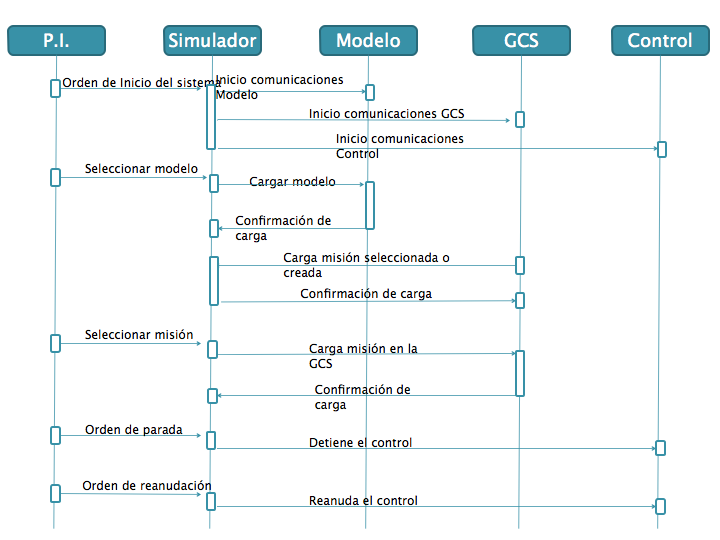 P.I.
Simulador
Modelo
GCS
Control
Orden de Inicio del sistema
Inicio comunicaciones
Modelo
Inicio comunicaciones GCS
Inicio comunicaciones
Control
Seleccionar modelo
Cargar modelo
Confirmación de
carga
Carga misión seleccionada o
creada
Confirmación de carga
Seleccionar misión
Carga misión en la
GCS
Confirmación de
carga
Orden de parada
Detiene el control
Orden de reanudación
Reanuda el control